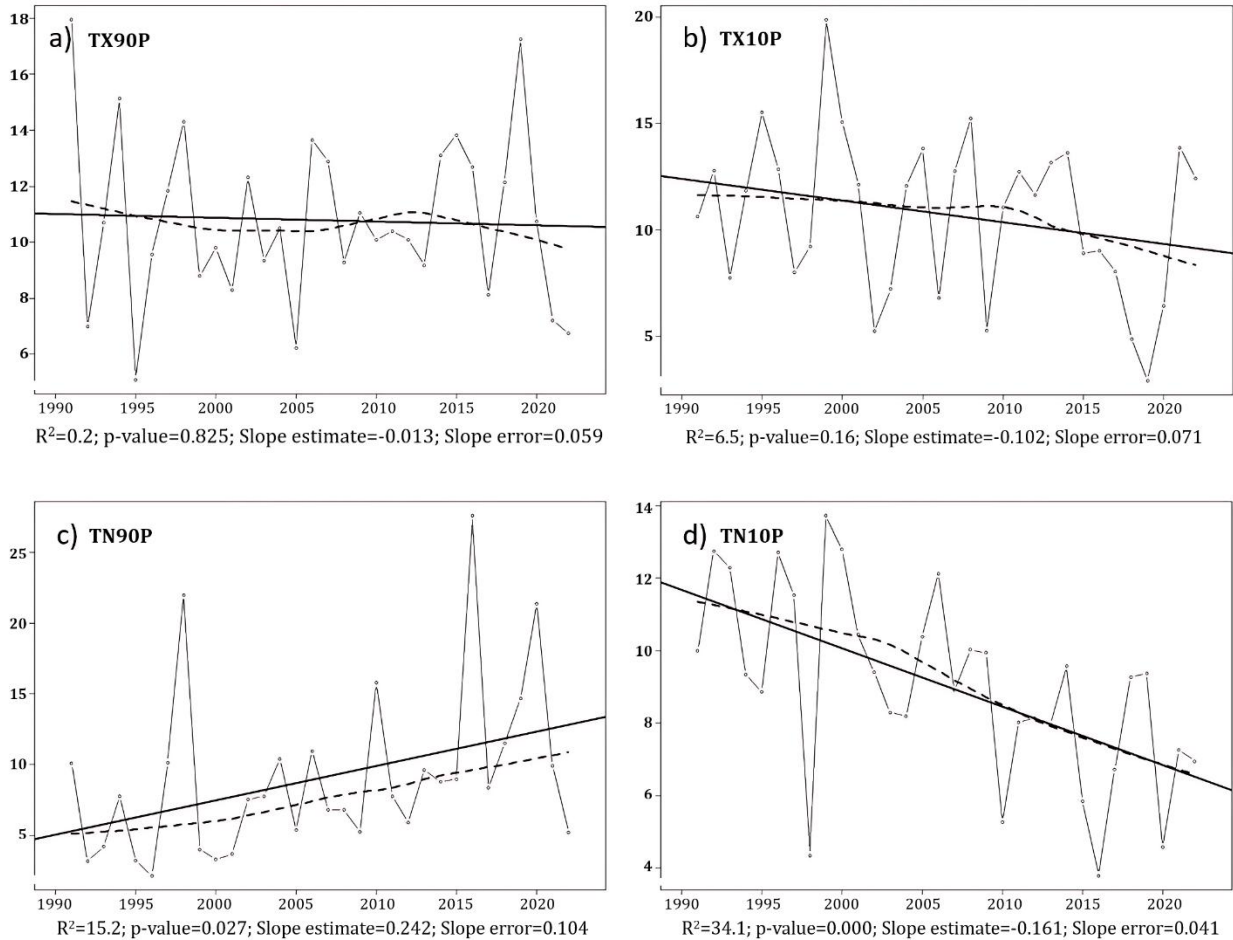 a) TX90P
18
16
14
12
10
8
6
1990 1995 2000 2005 2010 2015 2020
R²=0.2; p-value=0.825; Slope estimate=-0.013; Slope error=0.059
b) TX10P
20
15
10
5
1990 1995 2000 2005 2010 2015 2020
R²=6.5; p-value=0.16; Slope estimate=-0.102; Slope error=0.071
c) TN90P
25
20
15
10
5
1990 1995 2000 2005 2010 2015 2020
R²=15.2; p-value=0.027; Slope estimate=0.242; Slope error=0.104
d) TN10P
14
12
10
8
6
4
1990 1995 2000 2005 2010 2015 2020
R²=34.1; p-value=0.000; Slope estimate=-0.161; Slope error=0.041